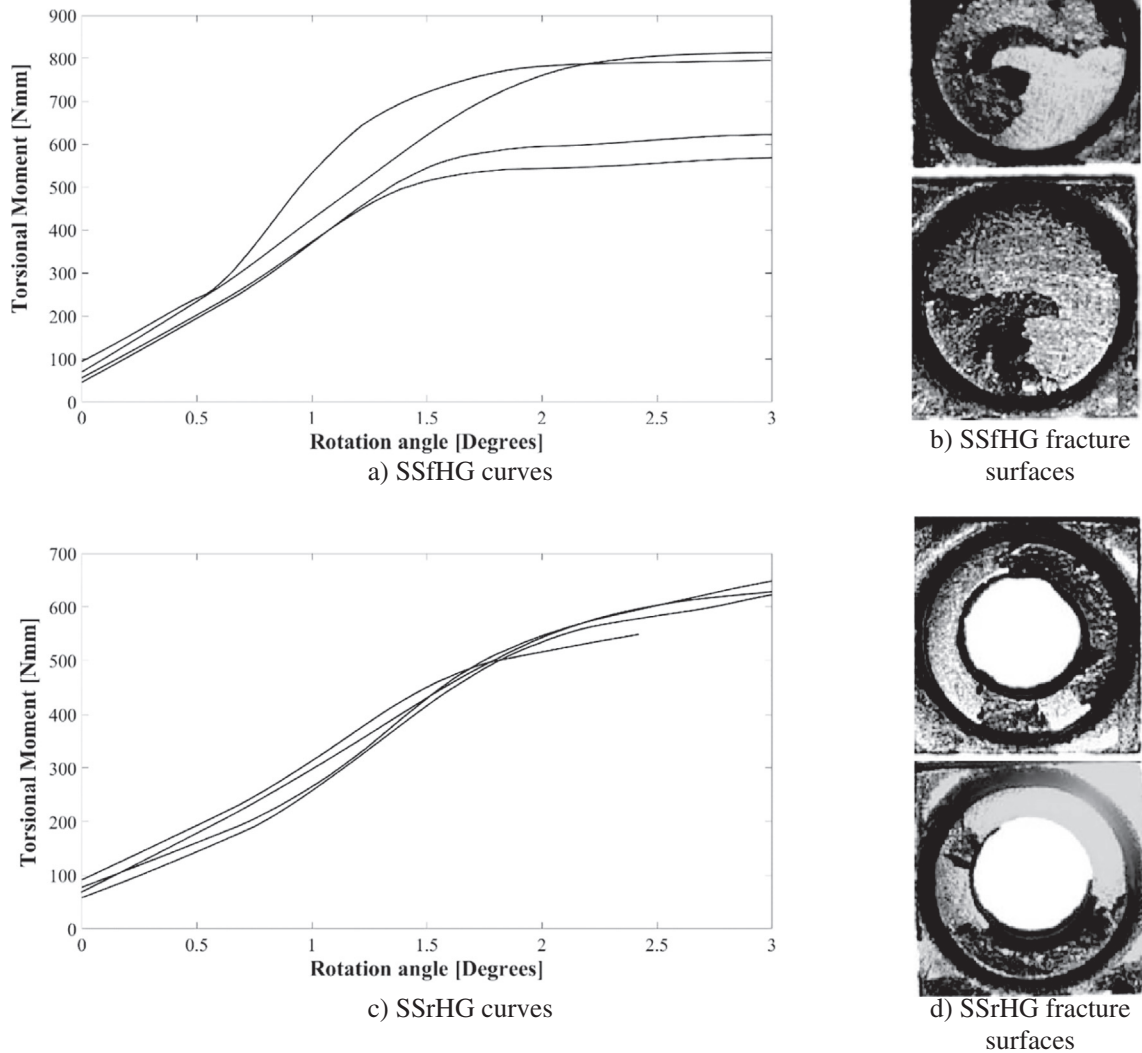 900
800
700
600
500
400
300
200
100
0
Torsional Moment [Nmm]
0 0.5 1 1.5 2 2.5 3
Rotation angle [Degrees]
a) SSfHG curves
b) SSfHG fracture
surfaces
700
600
500
400
300
200
100
0
Torsional Moment [Nmm]
0 0.5 1 1.5 2 2.5 3
Rotation angle [Degrees]
c) SSrHG curves
d) SSrHG fracture
surfaces